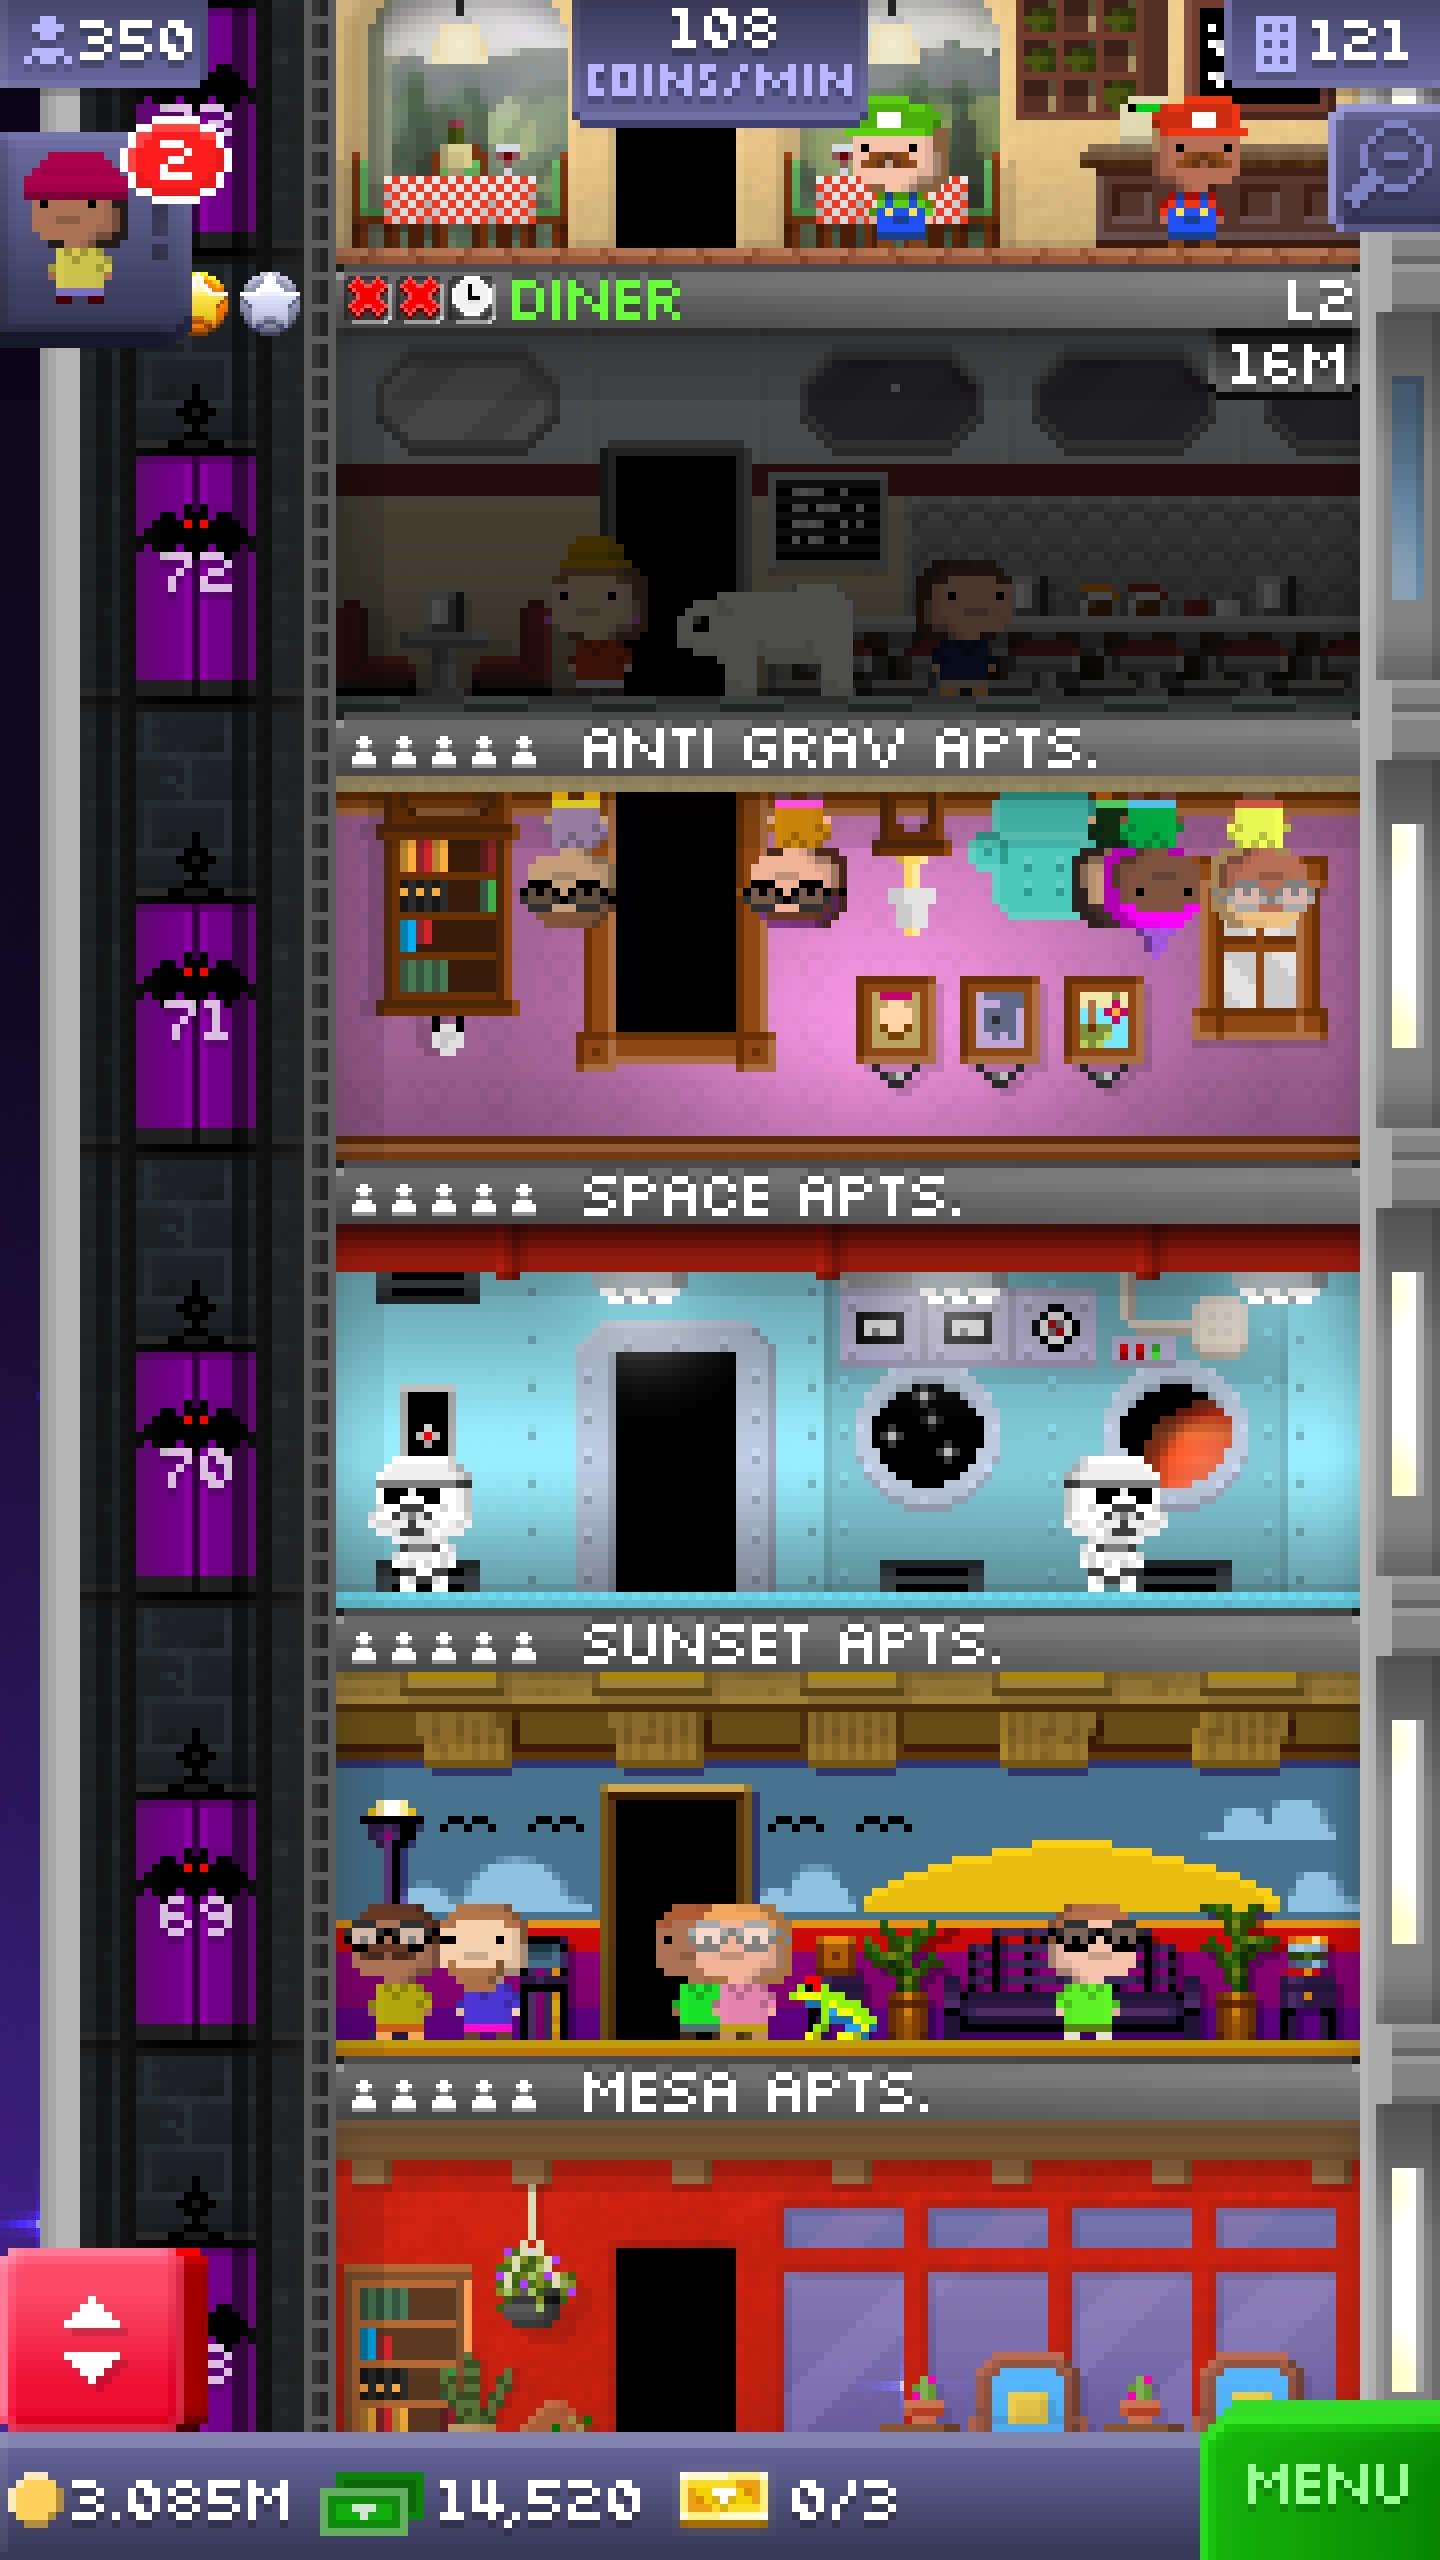 350
108
COINS/MIN
121
2
DINER
L2
16M
72
ANTI GRAV APTS.
71
SPACE APTS.
70
SUNSET APTS.
69
MESA APTS.
3.085M
14,520
0/3
MENU